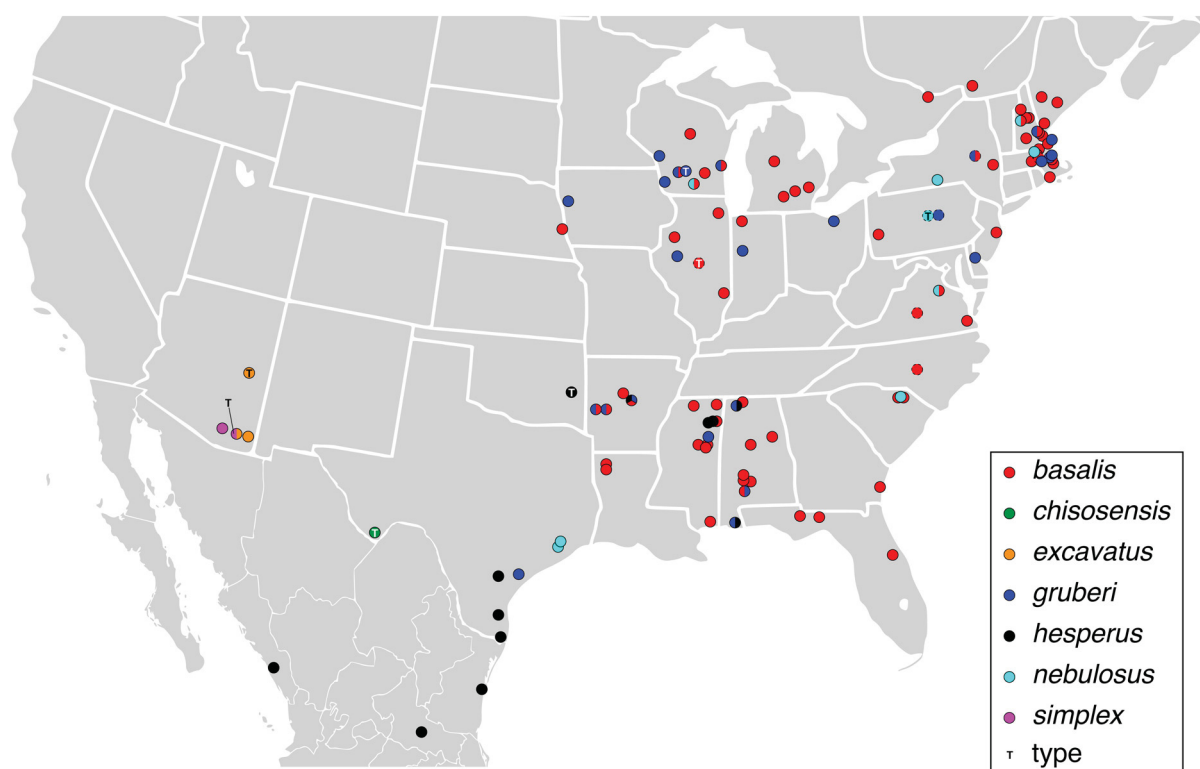 T
T
T
T
T
T
T
basalis
chisosensis
excavatus
gruberi
hesperus
nebulosus
simplex
T type